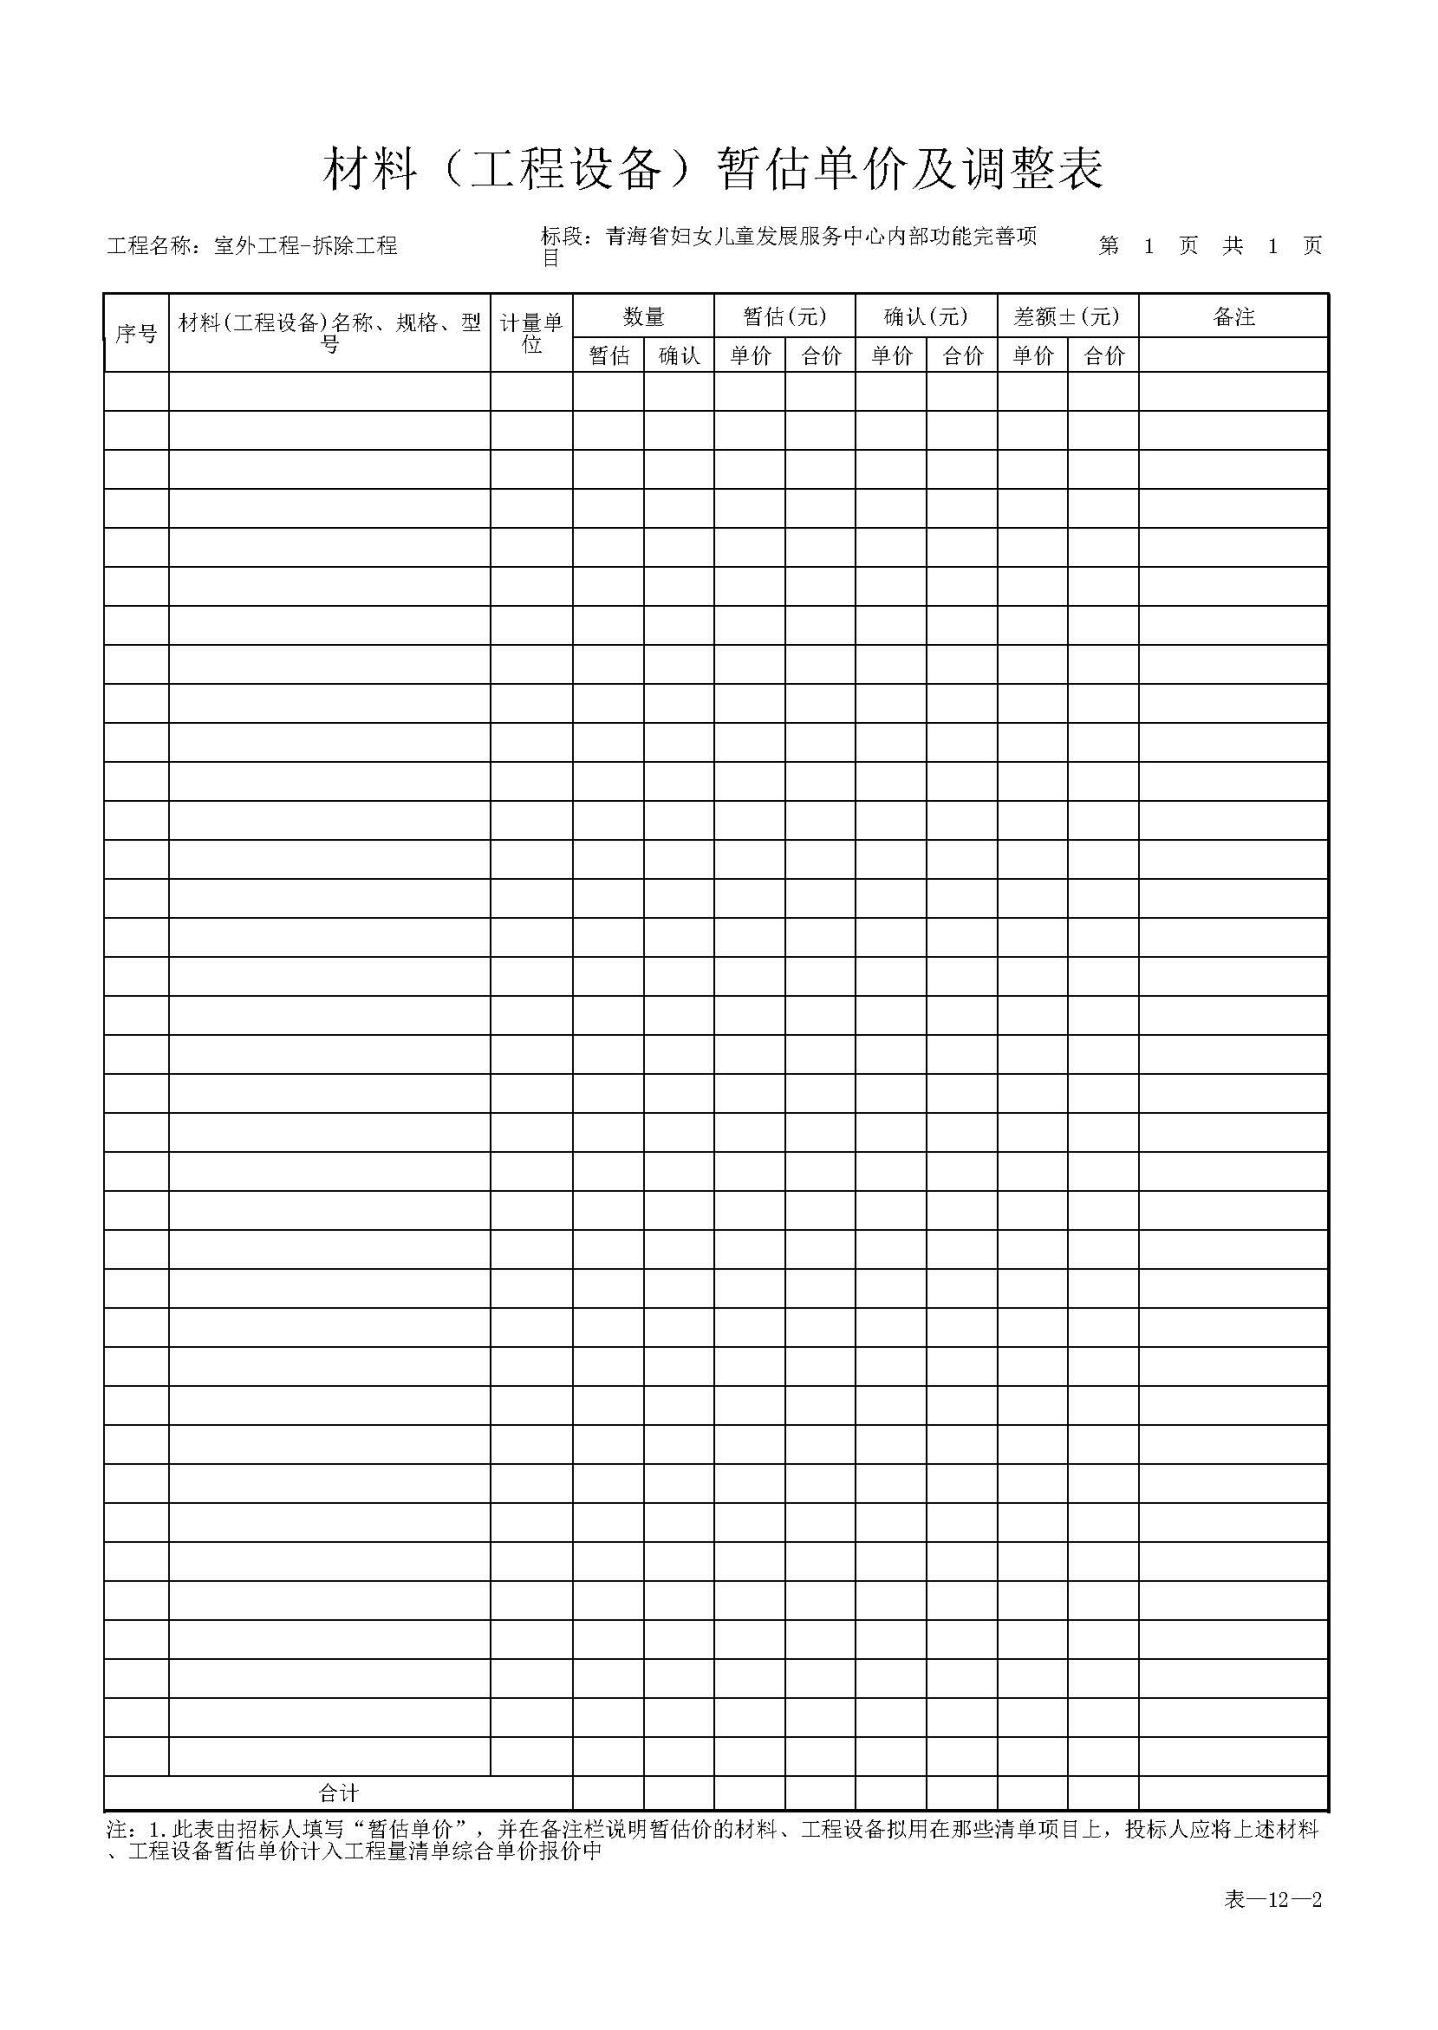 材料（工程设备）暂估单价及调整表
工程名称：室外工程-拆除工程
标段：青海省妇女儿童发展服务中心内部功能完善项
目
第 1 页 共 1 页
序号
材料(工程设备)名称、规格、型
号
计量单
位
数量
暂估(元)
确认(元)
差额±(元)
备注
暂估
确认
单价
合价
单价
合价
单价
合价
合计
注：1.此表由招标人填写“暂估单价”，并在备注栏说明暂估价的材料、工程设备拟用在那些清单项目上，投标人应将上述材料
、工程设备暂估单价计入工程量清单综合单价报价中
表—12—2